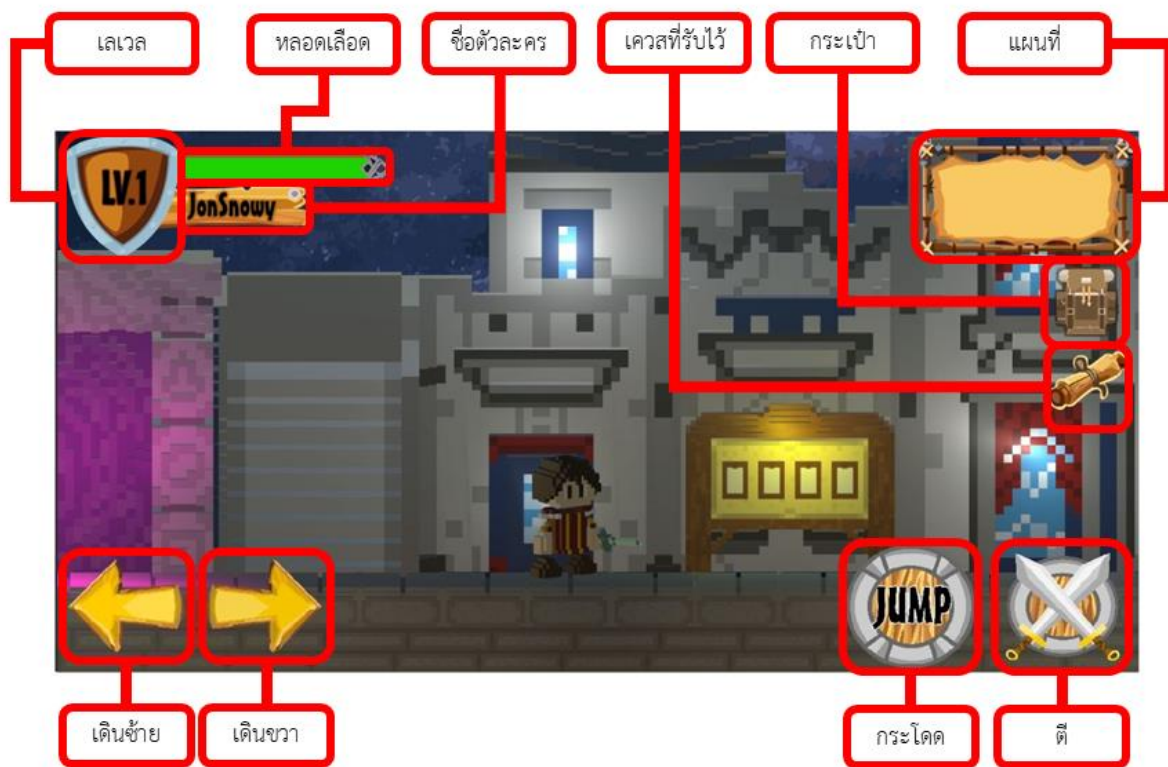 เลเวล
หลอดเลือด
ชื่อตัวละคร
เควสที่รับไว้
กระเป๋า
แผนที่
LV.1
JonSnowy
JUMP
เดินซ้าย
เดินขวา
กระโดด
ตี